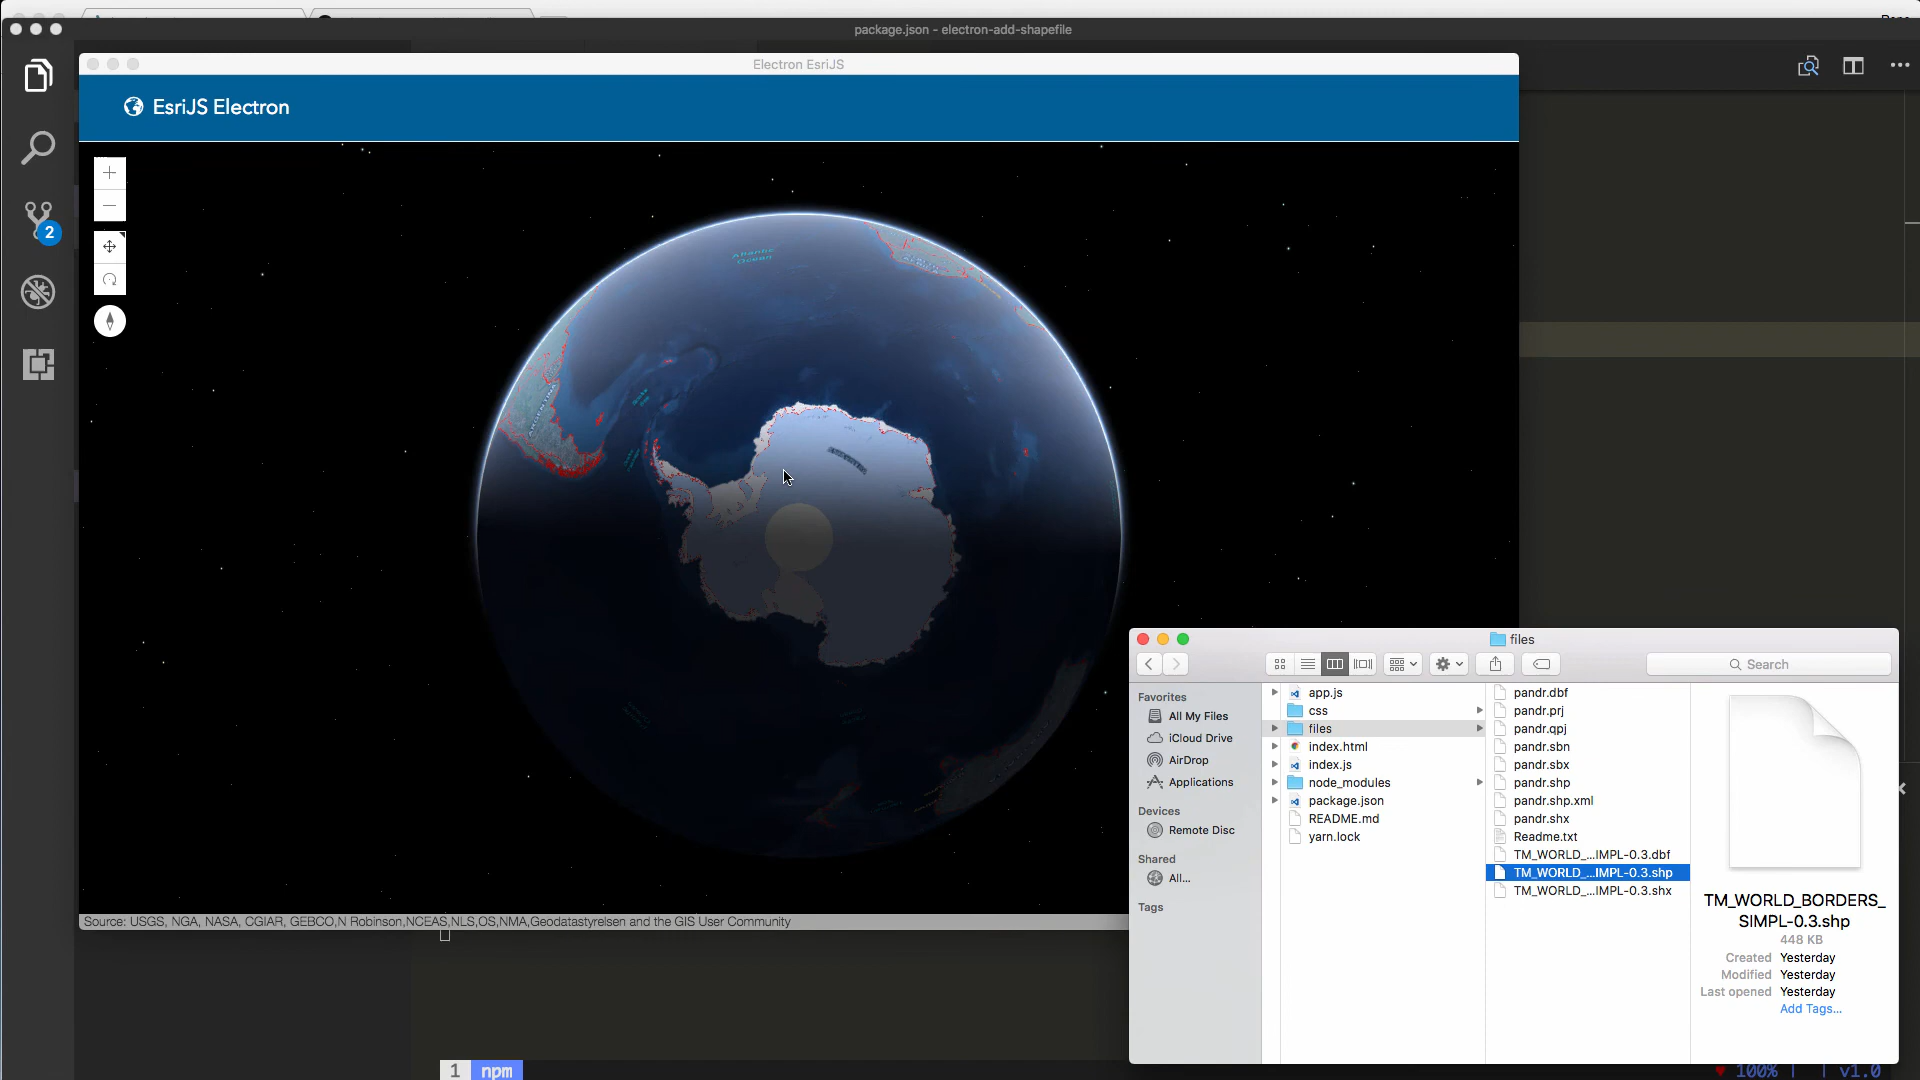 package.json - electron-add-shapefile
Electron EsriJS
EsriJS Electron
2
Atlantic
Ocean
ARGENTINA
Source: USGS, NGA, NASA, CGIAR, GEBCO,N Robinson,NCEAS,NLS,OS,NMA,Geodatastyrelsen and the GIS User Community
files
Search
Favorites
All My Files
iCloud Drive
AirDrop
Applications
Devices
Remote Disc
Shared
All...
Tags
app.js
css
files
index.html
index.js
node_modules
package.json
README.md
yarn.lock
pandr.dbf
pandr.prj
pandr.qpj
pandr.sbn
pandr.sbx
pandr.shp
pandr.shp.xml
pandr.shx
Readme.txt
TM_WORLD_...IMPL-0.3.dbf
TM_WORLD_...IMPL-0.3.shp
TM_WORLD_...IMPL-0.3.shx
TM_WORLD_BORDERS_
SIMPL-0.3.shp
448 KB
Created Yesterday
Modified Yesterday
Last opened Yesterday
Add Tags...
1 npm
100% | | v1.0